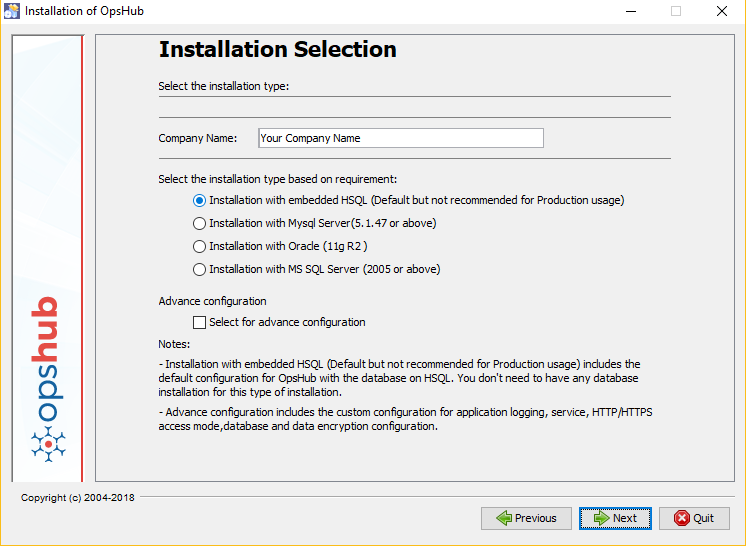 Installation of OpsHub
Installation Selection
Select the installation type:
Company Name:
Your Company Name
Select the installation type based on requirement:
Installation with embedded HSQL (Default but not recommended for Production usage)
Installation with Mysql Server(5.1.47 or above)
Installation with Oracle (11g R2 )
Installation with MS SQL Server (2005 or above)
Advance configuration
Select for advance configuration
Notes:
- Installation with embedded HSQL (Default but not recommended for Production usage) includes the
default configuration for OpsHub with the database on HSQL. You don't need to have any database
installation for this type of installation.
- Advance configuration includes the custom configuration for application logging, service, HTTP/HTTPS
access mode,database and data encryption configuration.
opshub
Copyright (c) 2004-2018
Previous
Next
Quit